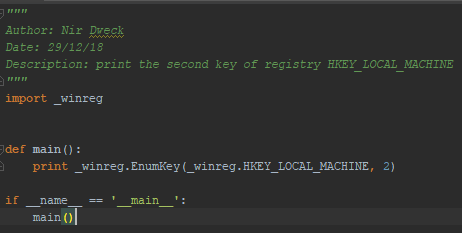 """
Author: Nir Dweck
Date: 29/12/18
Description: print the second key of registry HKEY_LOCAL_MACHINE
"""
import _winreg
def main():
    print _winreg.EnumKey(_winreg.HKEY_LOCAL_MACHINE, 2)
if __name__ == '__main__':
    main()